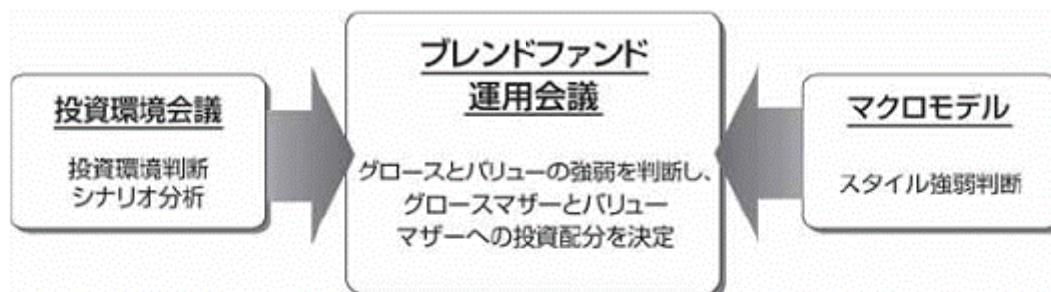 投資環境会議
投資環境判断
シナリオ分析
ブレンドファンド
運用会議
グロースとバリューの強弱を判断し、
グロースマザーとバリュー
マザーへの投資配分を決定
マクロモデル
スタイル強弱判断